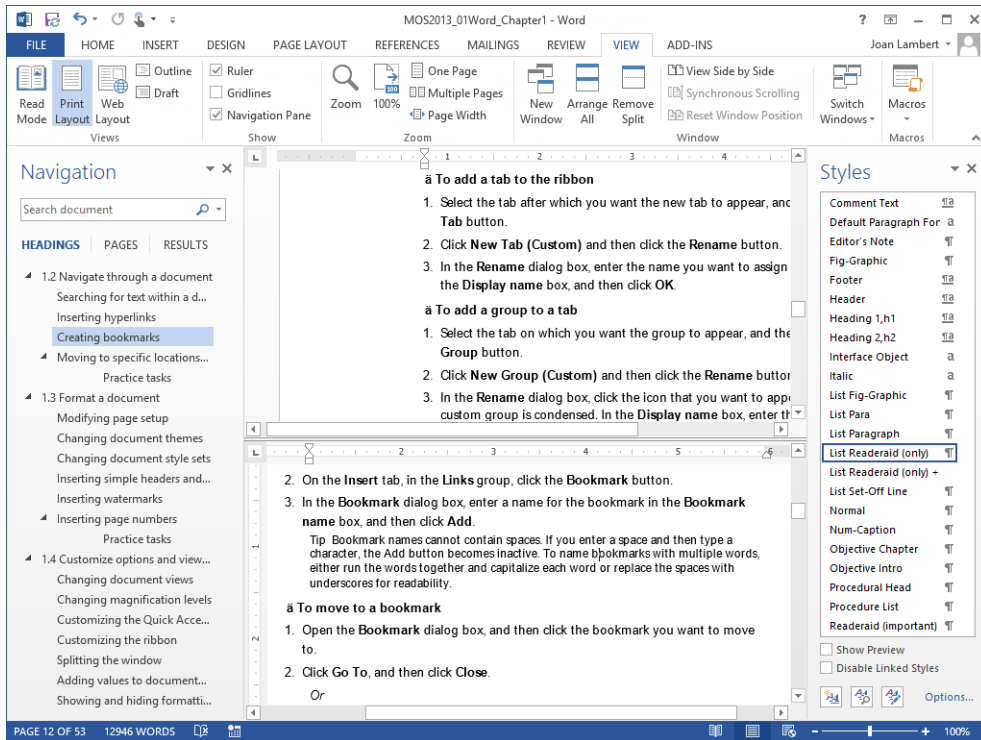 MOS2013_01Word_Chapter1 - Word
FILE HOME INSERT DESIGN PAGE LAYOUT REFERENCES MAILINGS REVIEW VIEW ADD-INS Joan Lambert
Read Mode
Print Layout
Web Layout
Outline
Draft
Views
Ruler
Gridlines
Navigation Pane
Show
Zoom
100%
One Page
Multiple Pages
Page Width
Zoom
New Window
Arrange All
Remove Split
View Side by Side
Synchronous Scrolling
Reset Window Position
Window
Switch Windows
Macros
Macros
Navigation
Search document
HEADINGS PAGES RESULTS
1.2 Navigate through a document
Searching for text within a d...
Inserting hyperlinks
Creating bookmarks
Moving to specific locations...
Practice tasks
1.3 Format a document
Modifying page setup
Changing document themes
Changing document style sets
Inserting simple headers and...
Inserting watermarks
Inserting page numbers
Practice tasks
1.4 Customize options and view...
Changing document views
Changing magnification levels
Customizing the Quick Acce...
Customizing the ribbon
Splitting the window
Adding values to document...
Showing and hiding formatti...
1 2 3 4
ä To add a tab to the ribbon
1. Select the tab after which you want the new tab to appear, and
Tab button.
2. Click New Tab (Custom) and then click the Rename button.
3. In the Rename dialog box, enter the name you want to assign
the Display name box, and then click OK.
ä To add a group to a tab
1. Select the tab on which you want the group to appear, and the
Group button.
2. Click New Group (Custom) and then click the Rename button
3. In the Rename dialog box, click the icon that you want to appe
custom group is condensed. In the Display name box, enter th
1 2 3 4 5 6
2. On the Insert tab, in the Links group, click the Bookmark button.
3. In the Bookmark dialog box, enter a name for the bookmark in the Bookmark
name box, and then click Add.
Tip Bookmark names cannot contain spaces. If you enter a space and then type a
character, the Add button becomes inactive. To name bookmarks with multiple words,
either run the words together and capitalize each word or replace the spaces with
underscores for readability.
ä To move to a bookmark
1. Open the Bookmark dialog box, and then click the bookmark you want to move
to.
2. Click Go To, and then click Close.
Or
Styles
Comment Text ¶a
Default Paragraph For a
Editor's Note ¶
Fig-Graphic ¶
Footer ¶a
Header ¶a
Heading 1,h1 ¶a
Heading 2,h2 ¶a
Interface Object a
Italic a
List Fig-Graphic ¶
List Para ¶
List Paragraph ¶
List Readeraid (only) ¶
List Readeraid (only) +
List Set-Off Line ¶
Normal ¶
Num-Caption ¶
Objective Chapter ¶
Objective Intro ¶
Procedural Head ¶
Procedure List ¶
Readeraid (important) ¶
Show Preview
Disable Linked Styles
Options...
PAGE 12 OF 53 12946 WORDS 100%